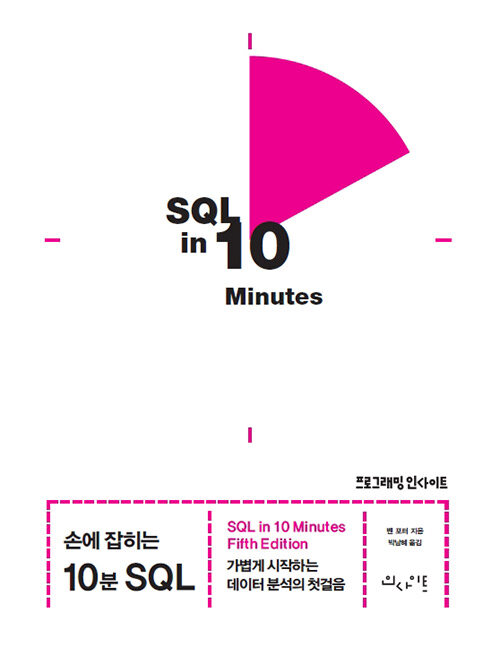 SQL
in 10
Minutes
프로그래밍 인사이트
손에 잡히는
10분 SQL
SQL in 10 Minutes
Fifth Edition
가볍게 시작하는
데이터 분석의 첫걸음
벤 포터 지음
박남혜 옮김
인사이트